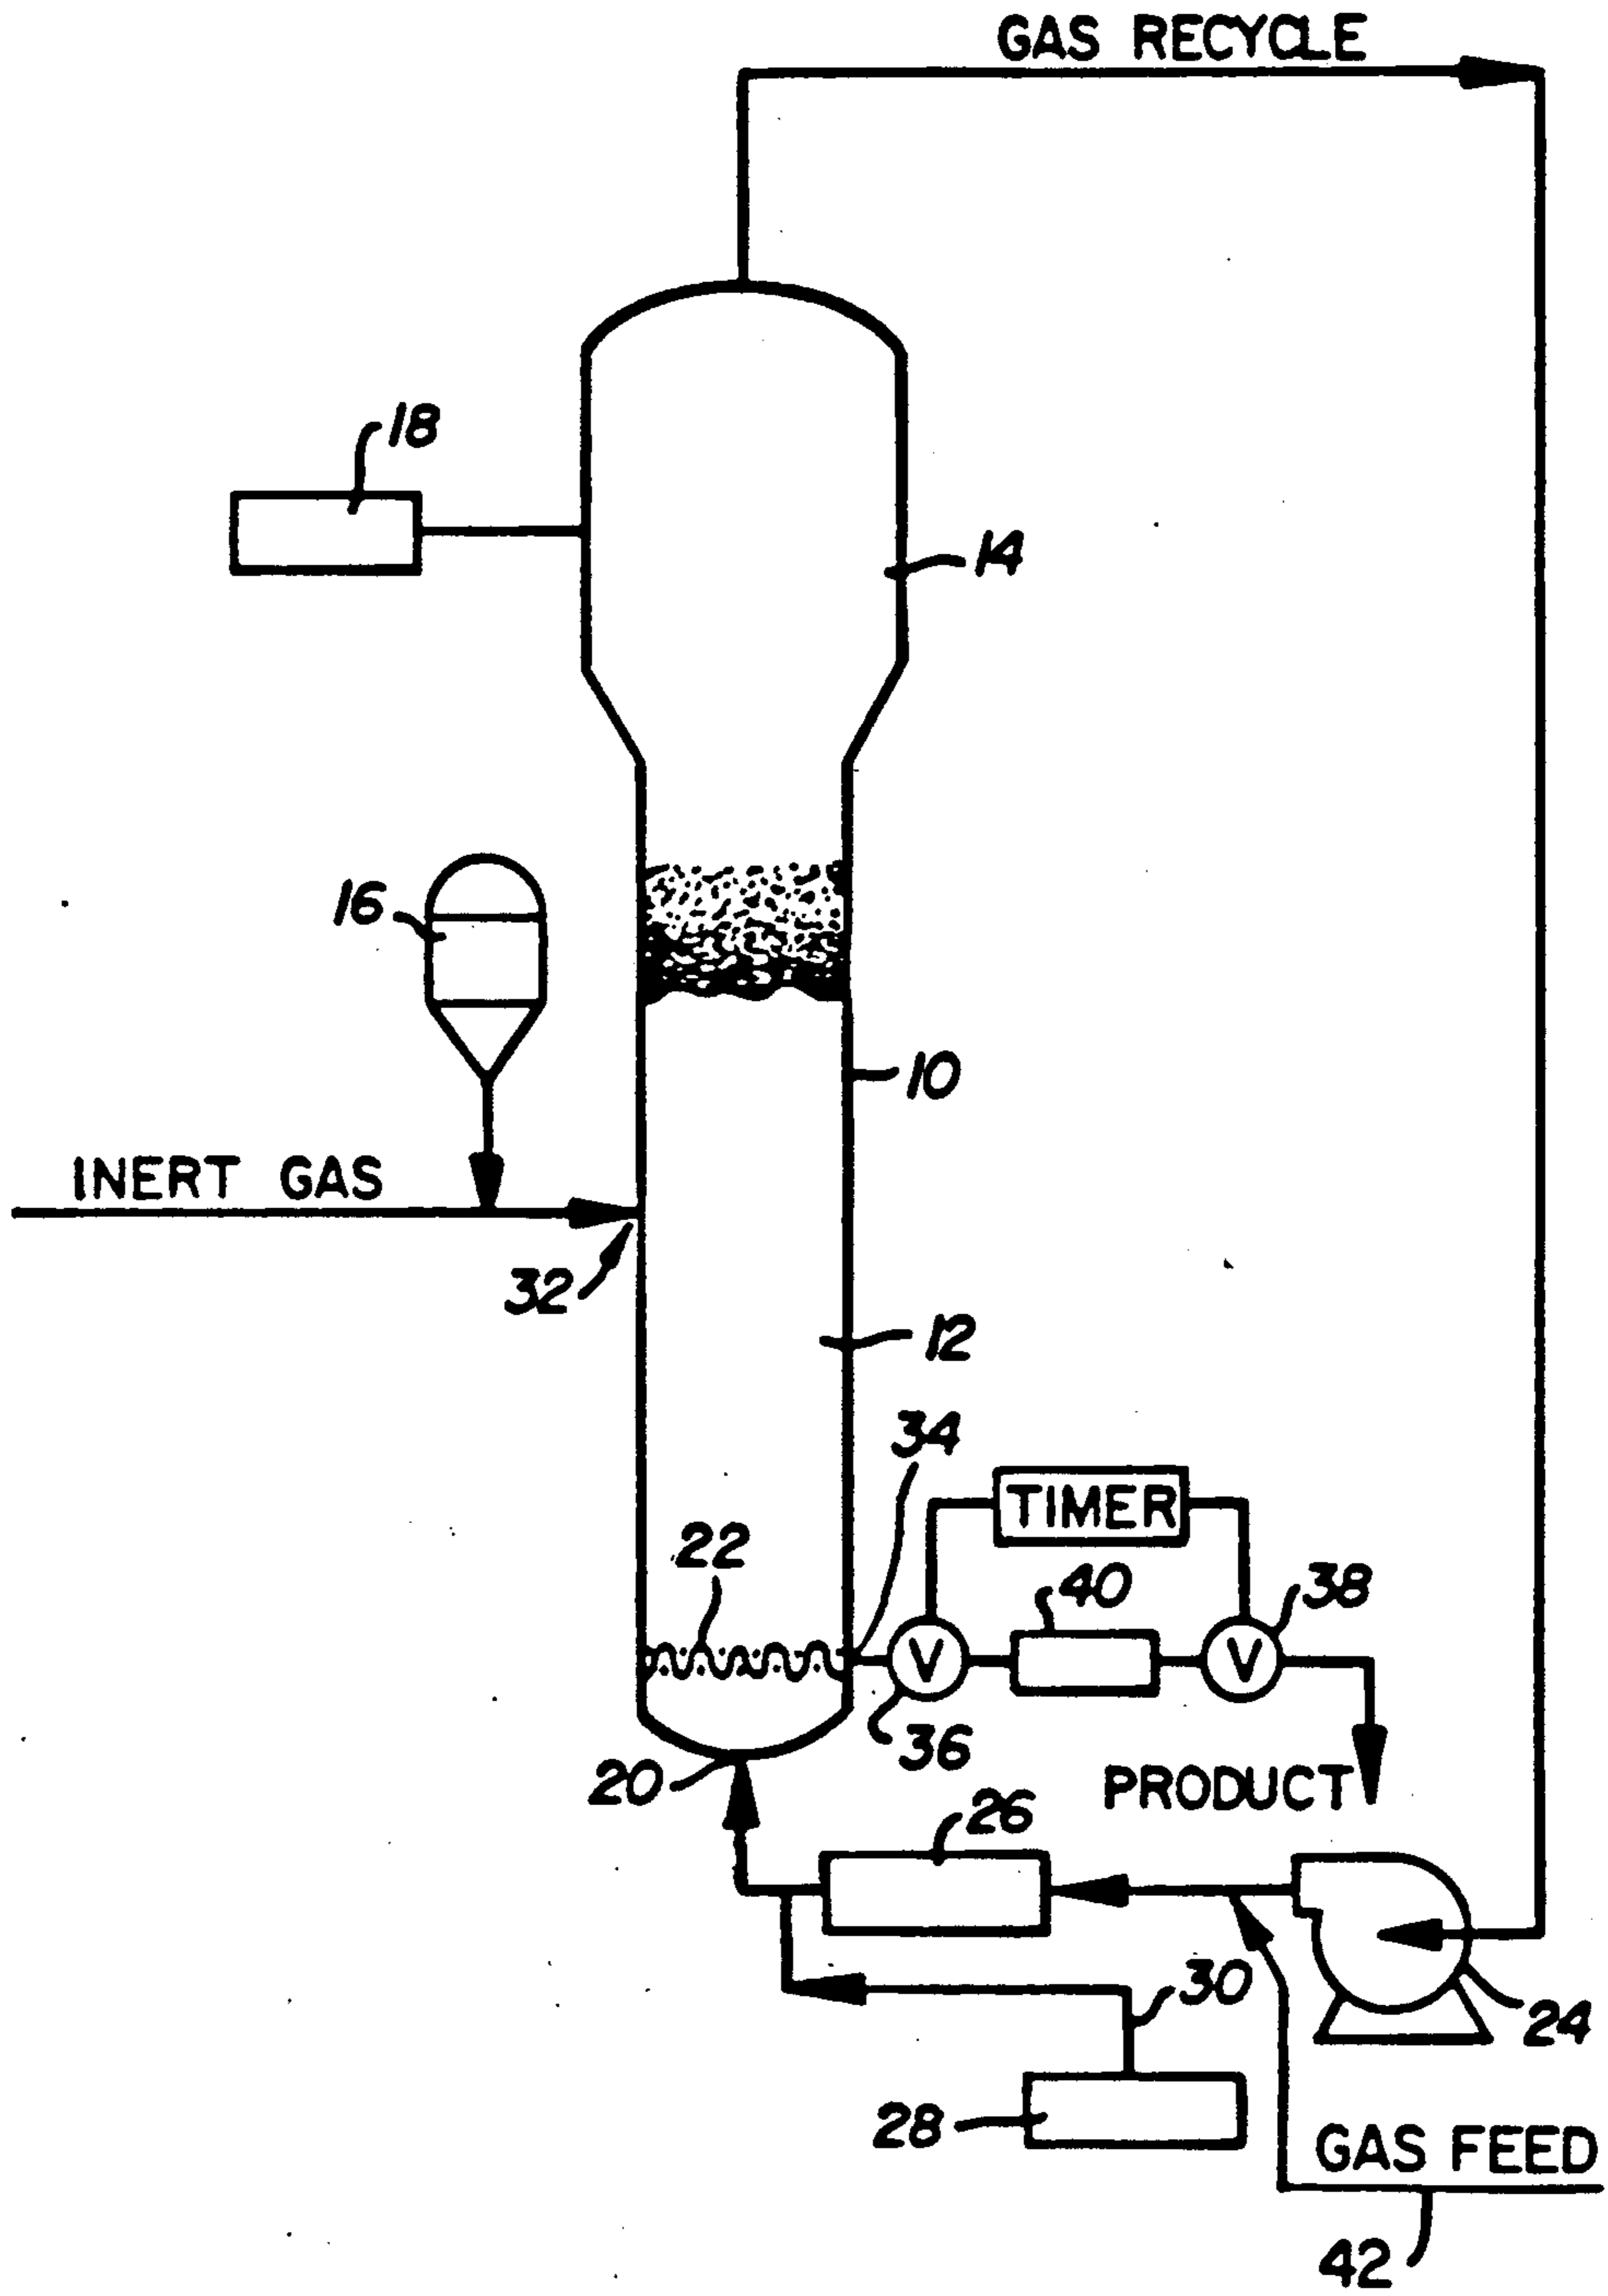 GAS RECYCLE
18
14
16
10
INERT GAS
32
12
34
TIMER
22
40
38
V
V
36
20
PRODUCT
26
30
24
28
GAS FEED
42